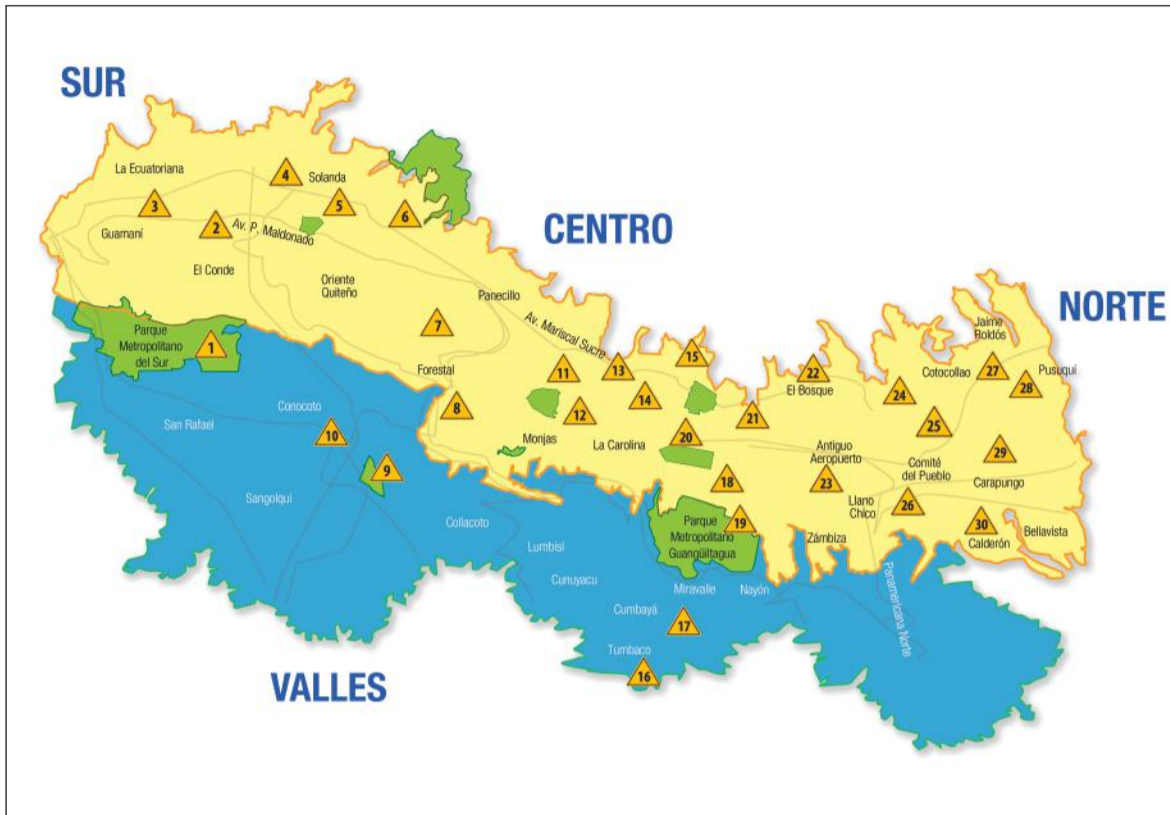 SUR
CENTRO
NORTE
VALLES
La Ecuatoriana
4
Solanda
3
5
6
2
Guamaní
Av. P. Maldonado
El Conde
Oriente
Quiteño
Panecillo
Parque
Metropolitano
del Sur
1
7
Av. Mariscal Sucre
Forestal
11
13
15
22
El Bosque
Jaime
Roldós
Cotocollao
27
Pusuquí
28
24
8
12
14
21
25
Conocoto
San Rafael
10
Monjas
La Carolina
20
Antiguo
Aeropuerto
Comité
del Pueblo
29
Carapungo
9
18
23
Llano
Chico
26
Sangolquí
Collacoto
Parque
Metropolitano
Guangüiltagua
19
30
Calderón
Bellavista
Lumbisí
Zámbiza
Cunuyacu
Miravalle
Nayón
Panamericana Norte
Cumbayá
17
Tumbaco
16